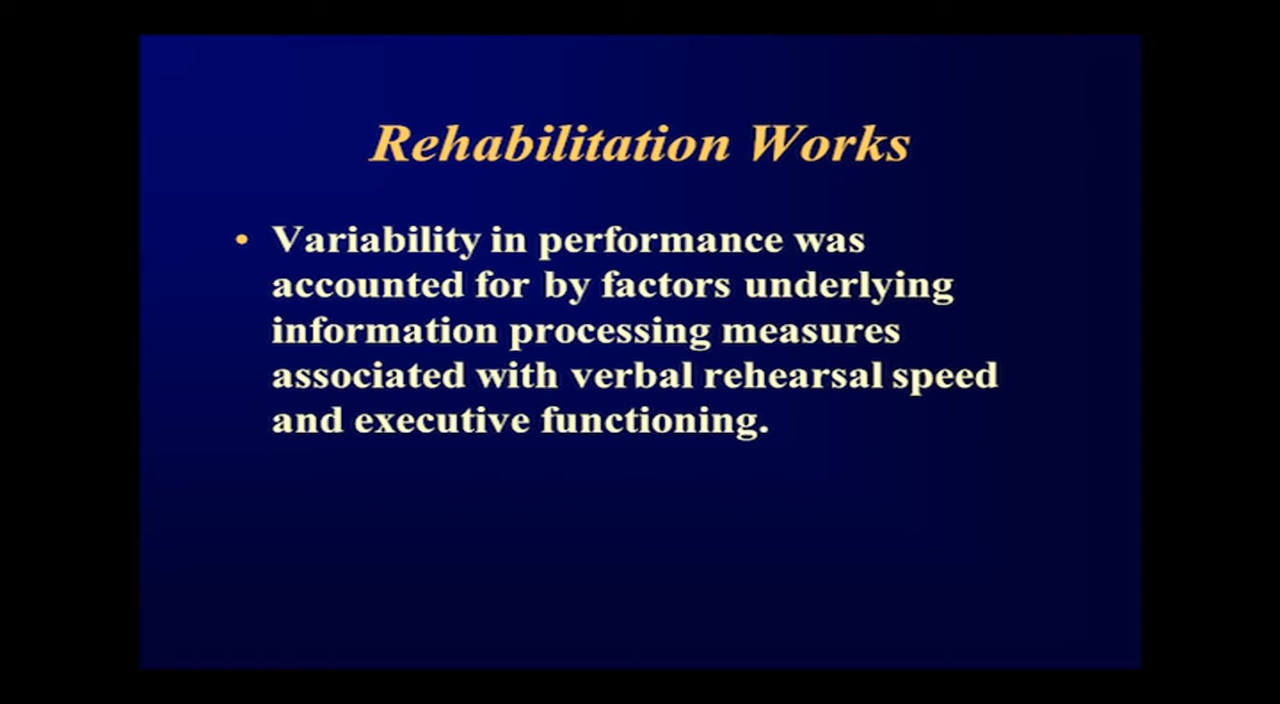 Rehabilitation Works
• Variability in performance was
accounted for by factors underlying
information processing measures
associated with verbal rehearsal speed
and executive functioning.